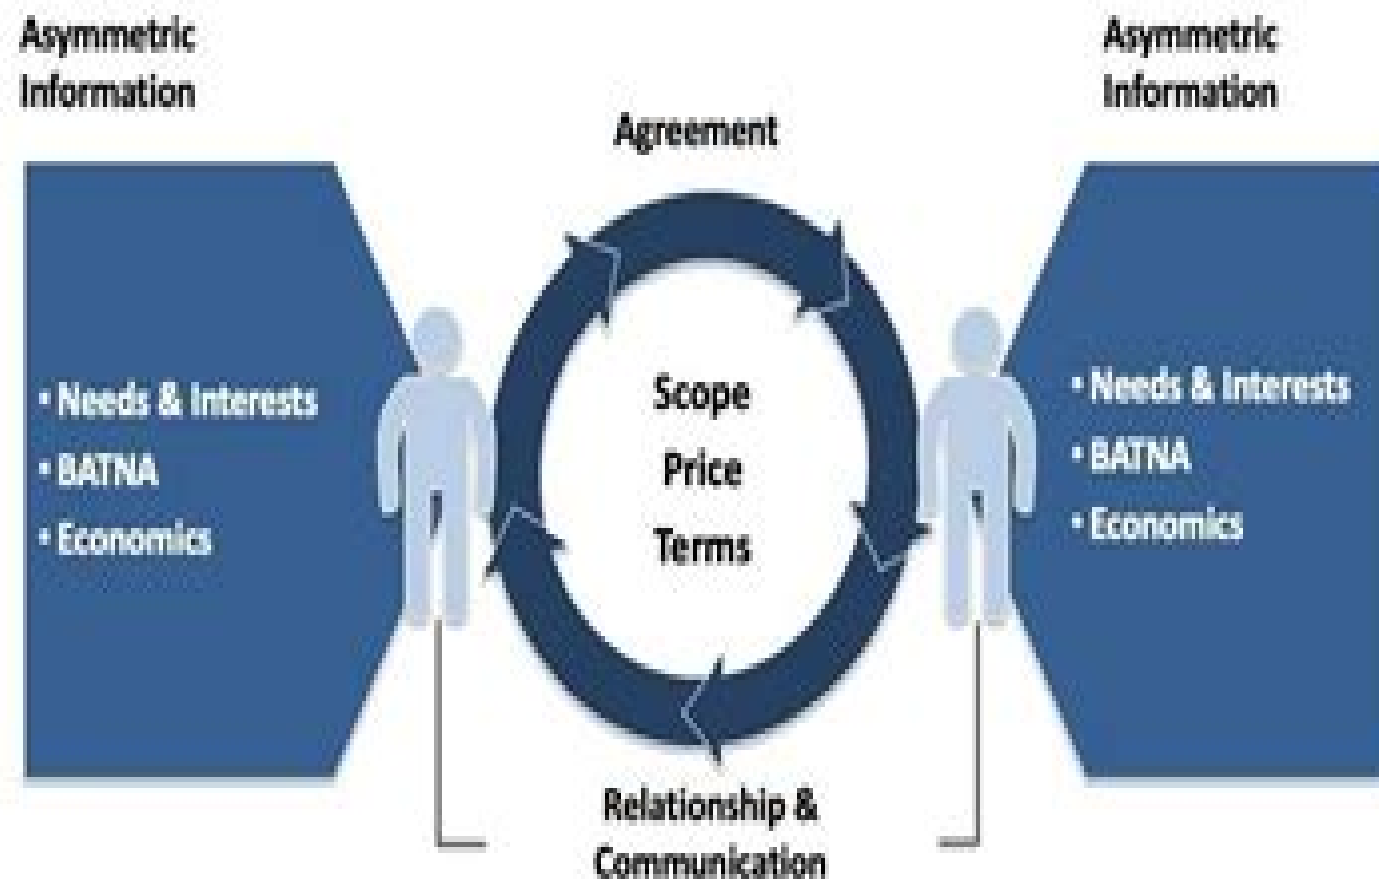 Asymmetric
Information
Asymmetric
Information
Agreement
• Needs & Interests
• BATNA
• Economics
Scope
Price
Terms
• Needs & Interests
• BATNA
• Economics
Relationship &
Communication